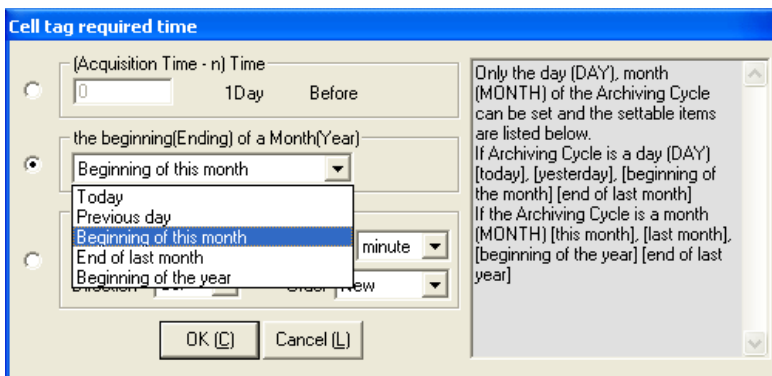 Cell tag required time
(Acquisition Time - n) Time
0 1Day Before
the beginning(Ending) of a Month(Year)
Beginning of this month
Today
Previous day
Beginning of this month
End of last month
Beginning of the year
minute
New
OK (C) Cancel (L)
Only the day (DAY), month
(MONTH) of the Archiving Cycle
can be set and the settable items
are listed below.
If Archiving Cycle is a day (DAY)
[today], [yesterday], [beginning of
the month] [end of last month]
If the Archiving Cycle is a month
(MONTH) [this month], [last month],
[beginning of the year] [end of last
year]